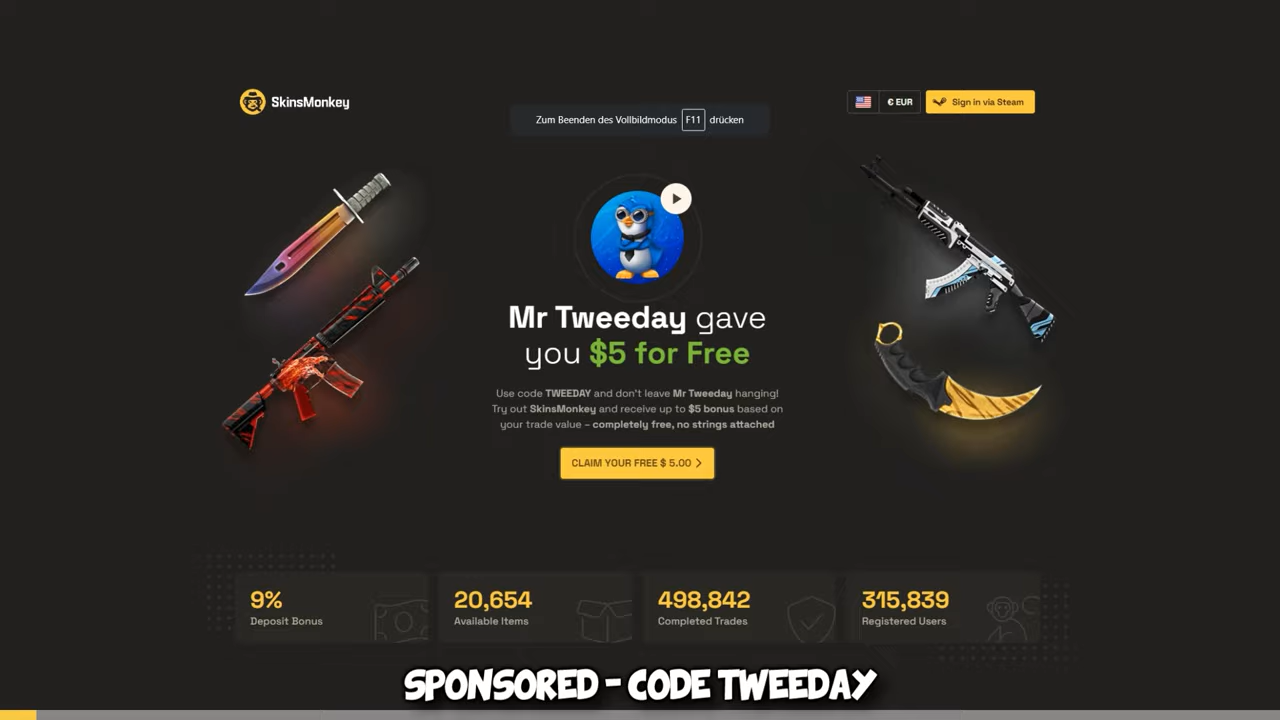 SkinsMonkey
€ EUR
Sign in via Steam
Zum Beenden des Vollbildmodus F11 drücken
Mr Tweeday gave
you $5 for Free
Use code TWEEDAY and don't leave Mr Tweeday hanging!
Try out SkinsMonkey and receive up to $5 bonus based on
your trade value – completely free, no strings attached
CLAIM YOUR FREE $ 5.00
9%
Deposit Bonus
20,654
Available Items
498,842
Completed Trades
315,839
Registered Users
SPONSORED - CODE TWEEDAY